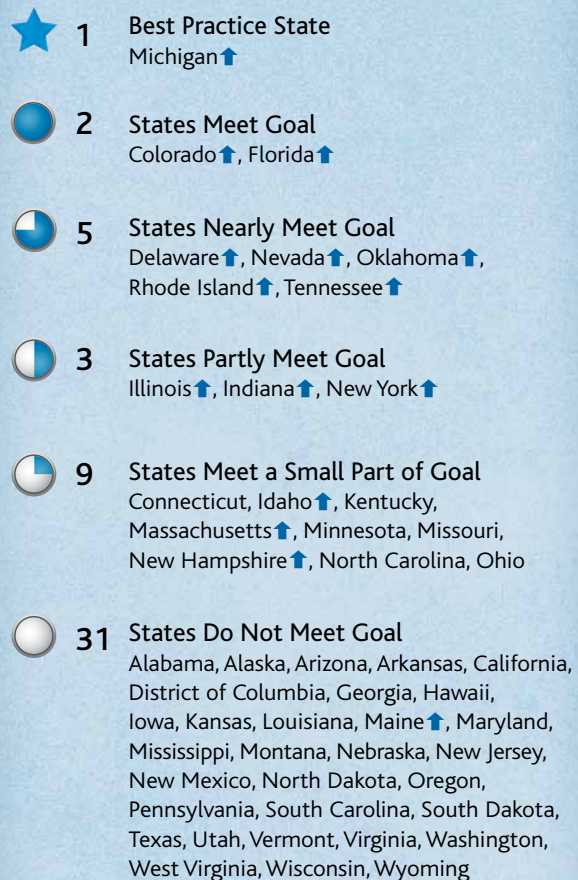 1 Best Practice State
Michigan⬆
2 States Meet Goal
Colorado⬆, Florida⬆
5 States Nearly Meet Goal
Delaware⬆, Nevada⬆, Oklahoma⬆,
Rhode Island⬆, Tennessee⬆
3 States Partly Meet Goal
Illinois⬆, Indiana⬆, New York⬆
9 States Meet a Small Part of Goal
Connecticut, Idaho⬆, Kentucky,
Massachusetts⬆, Minnesota, Missouri,
New Hampshire⬆, North Carolina, Ohio
31 States Do Not Meet Goal
Alabama, Alaska, Arizona, Arkansas, California,
District of Columbia, Georgia, Hawaii,
Iowa, Kansas, Louisiana, Maine⬆, Maryland,
Mississippi, Montana, Nebraska, New Jersey,
New Mexico, North Dakota, Oregon,
Pennsylvania, South Carolina, South Dakota,
Texas, Utah, Vermont, Virginia, Washington,
West Virginia, Wisconsin, Wyoming